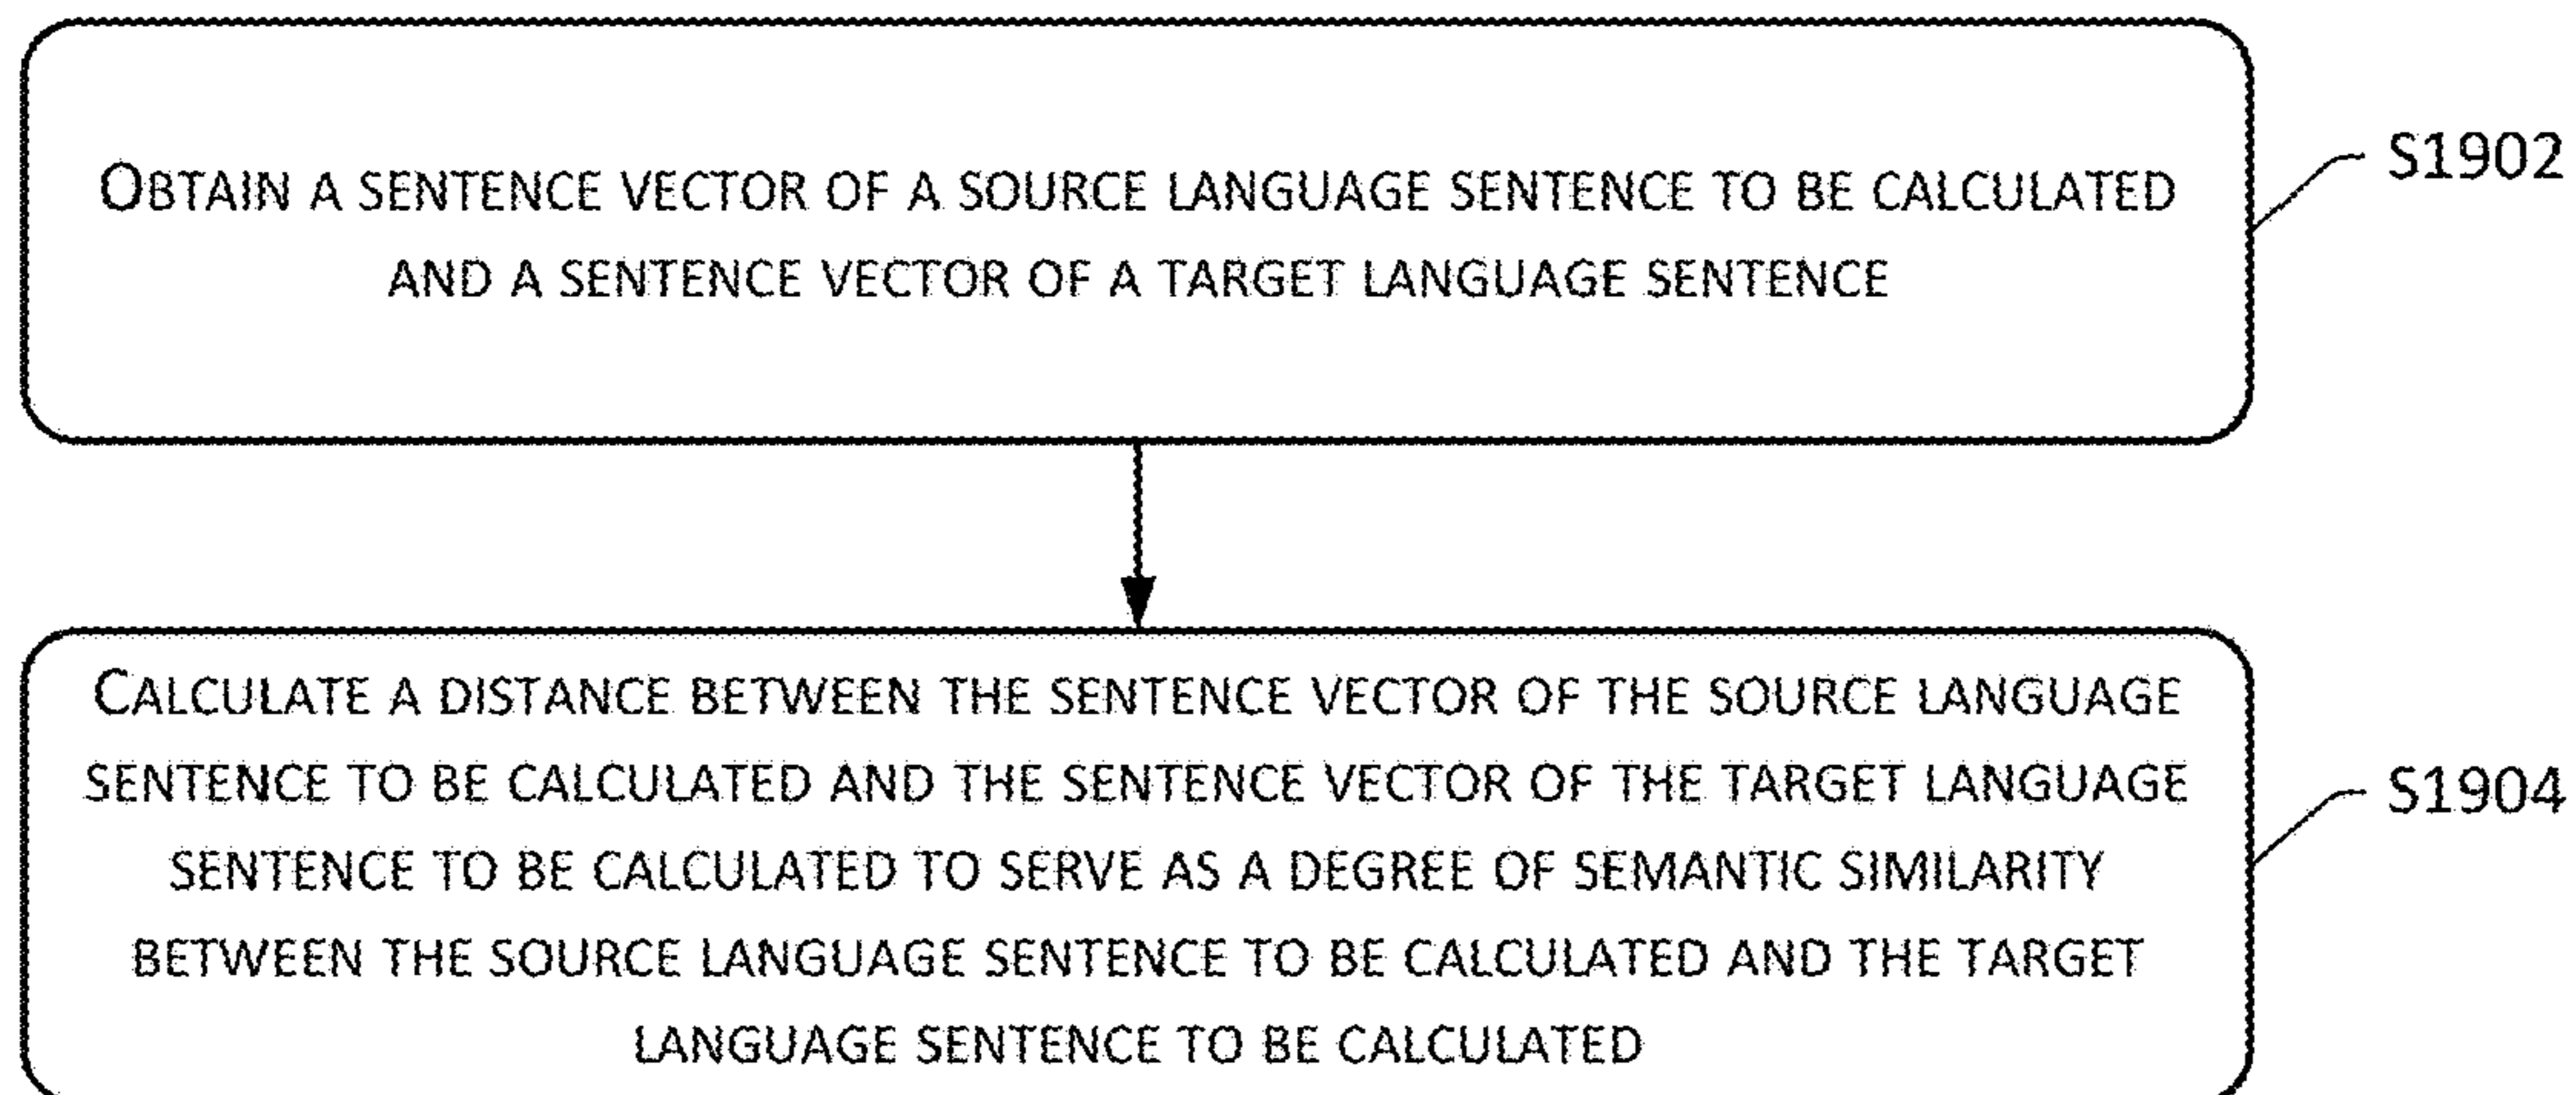 OBTAIN A SENTENCE VECTOR OF A SOURCE LANGUAGE SENTENCE TO BE CALCULATED
AND A SENTENCE VECTOR OF A TARGET LANGUAGE SENTENCE
S1902
CALCULATE A DISTANCE BETWEEN THE SENTENCE VECTOR OF THE SOURCE LANGUAGE
SENTENCE TO BE CALCULATED AND THE SENTENCE VECTOR OF THE TARGET LANGUAGE
SENTENCE TO BE CALCULATED TO SERVE AS A DEGREE OF SEMANTIC SIMILARITY
BETWEEN THE SOURCE LANGUAGE SENTENCE TO BE CALCULATED AND THE TARGET
LANGUAGE SENTENCE TO BE CALCULATED
S1904